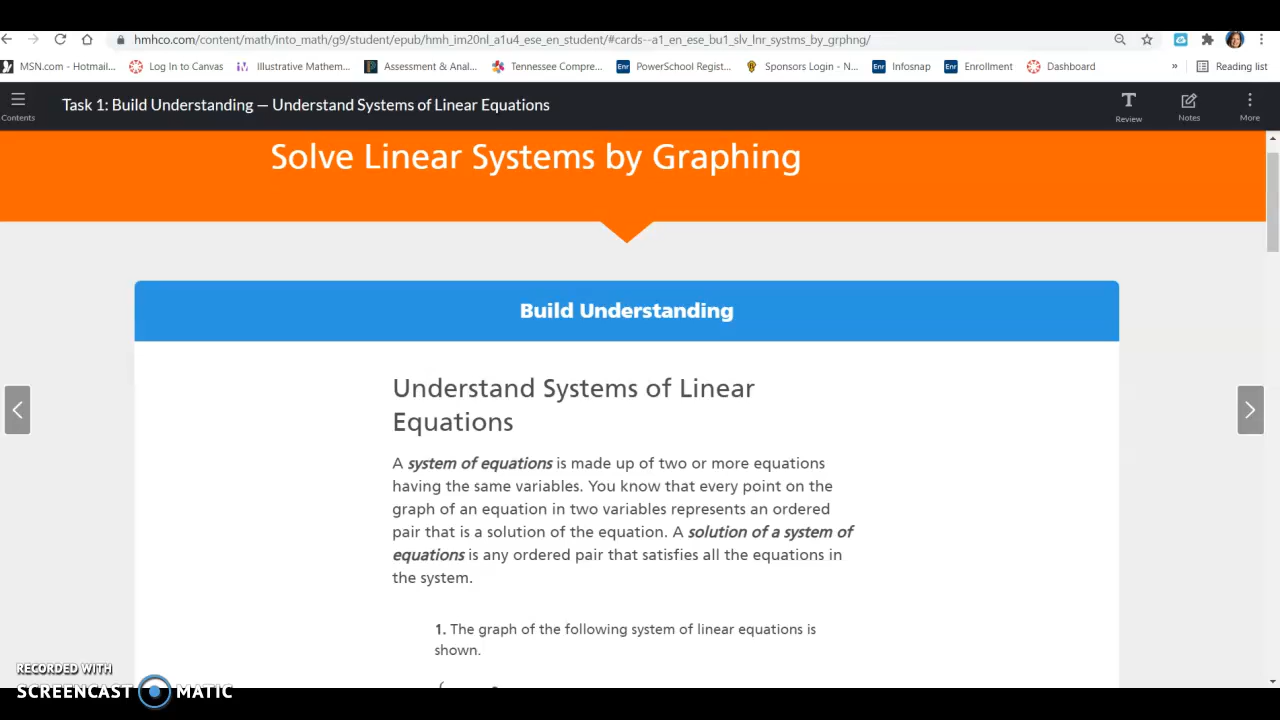 hmhco.com/content/math/into_math/g9/student/epub/hmh_im20nl_a1u4_ese_en_student/#cards--a1_en_ese_bu1_slv_lnr_systms_by_grphng/
MSN.com - Hotmail... Log In to Canvas Illustrative Mathem... Assessment & Anal... Tennessee Compre... PowerSchool Regist... Sponsors Login - N... Infosnap Enrollment Dashboard » Reading list
Contents Task 1: Build Understanding — Understand Systems of Linear Equations Review Notes More
Solve Linear Systems by Graphing
Build Understanding
Understand Systems of Linear
Equations
A system of equations is made up of two or more equations
having the same variables. You know that every point on the
graph of an equation in two variables represents an ordered
pair that is a solution of the equation. A solution of a system of
equations is any ordered pair that satisfies all the equations in
the system.
1. The graph of the following system of linear equations is
shown.
RECORDED WITH
SCREENCAST MATIC